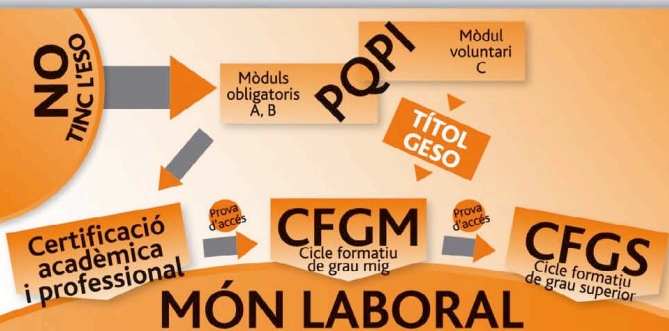 NO
TINC L'ESO
Mòduls
obligatoris
A, B
PQPI
Mòdul
voluntari
C
TÍTOL
GESO
Certificació
acadèmica
i professional
Prova
d'accés
CFGM
Cicle formatiu
de grau mig
Prova
d'accés
CFGS
Cicle formatiu
de grau superior
MÓN LABORAL